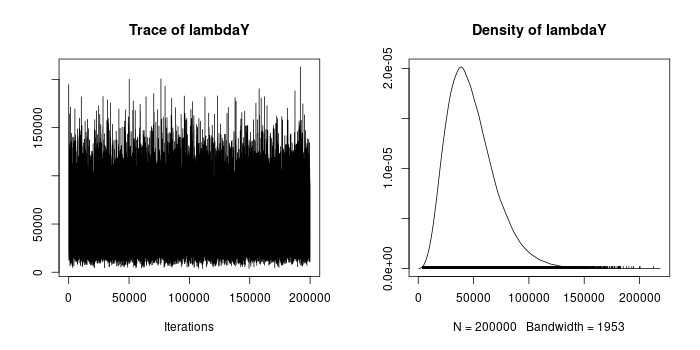 Trace of lambdaY
150000
50000
0
0 50000 100000 150000 200000
Iterations
Density of lambdaY
2.0e-05
1.0e-05
0.0e+00
0 50000 100000 150000 200000
N = 200000 Bandwidth = 1953